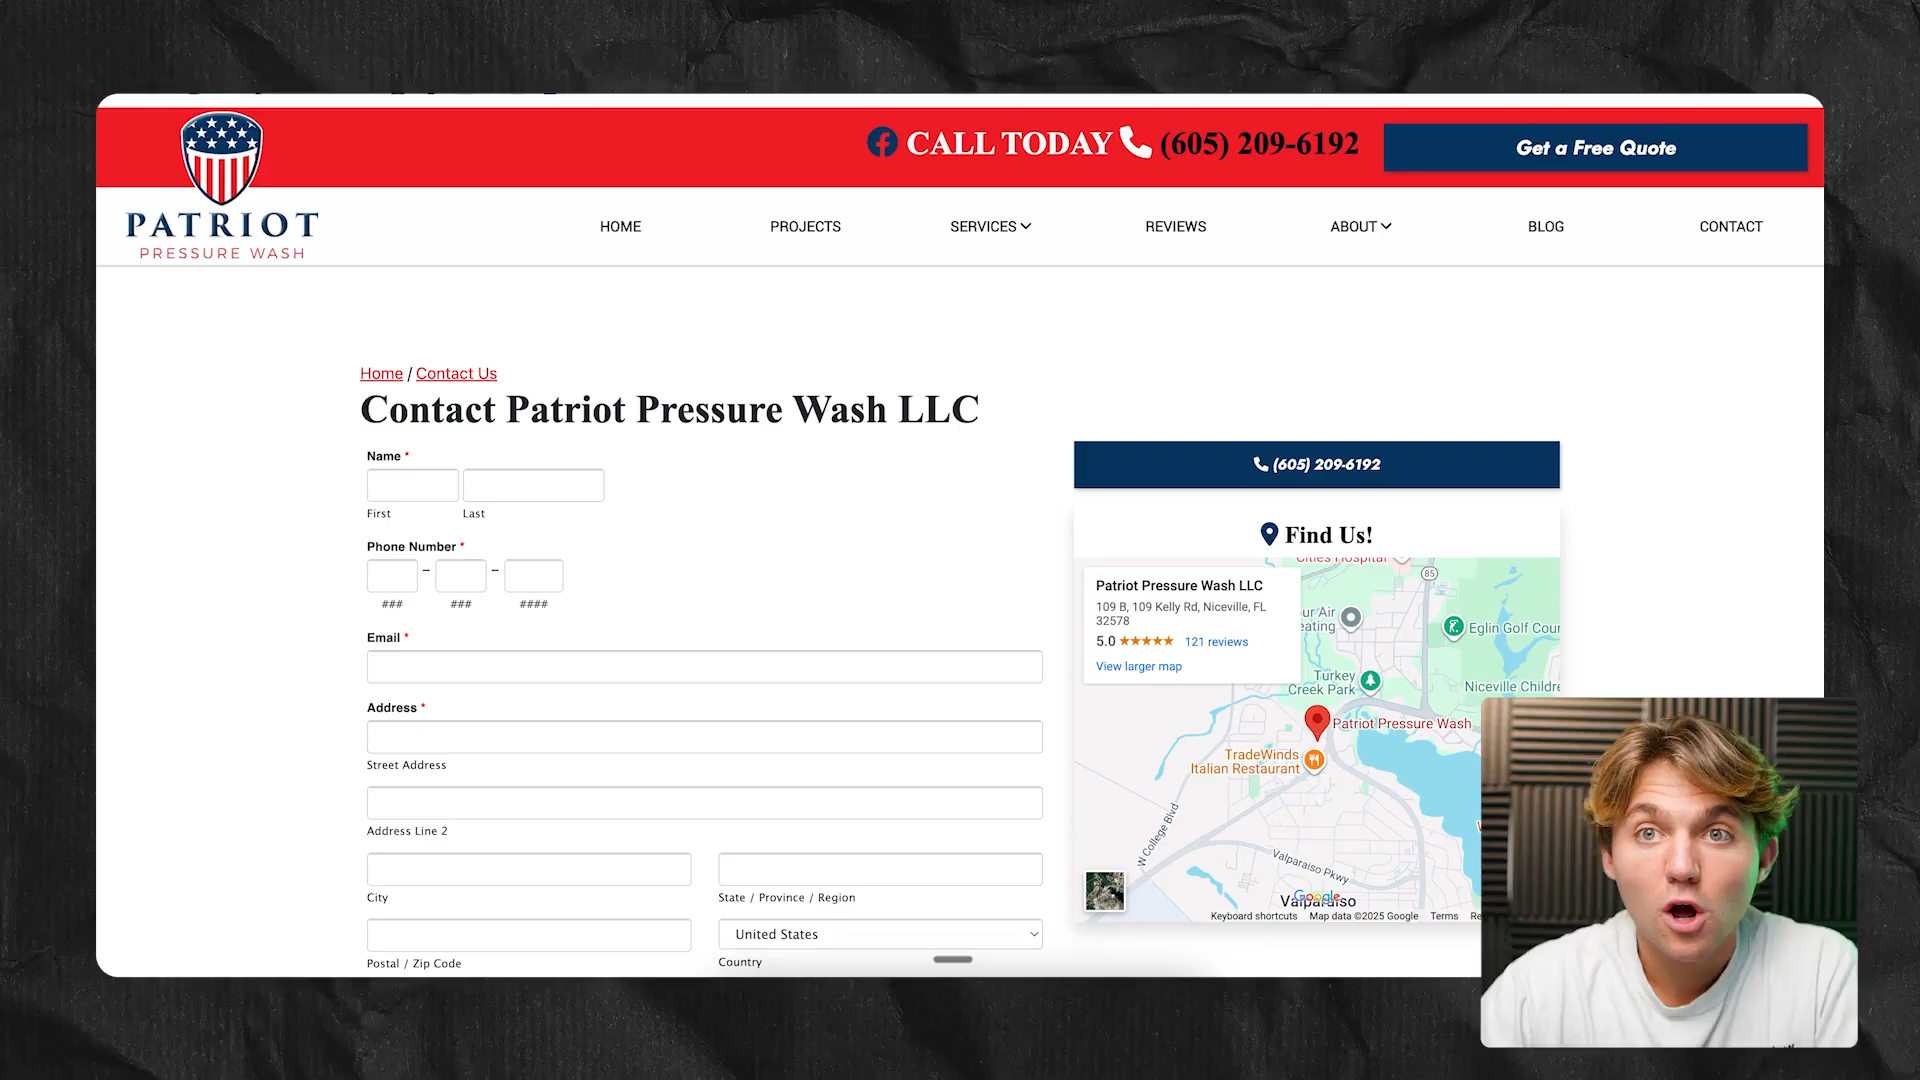 CALL TODAY (605) 209-6192
Get a Free Quote
PATRIOT
PRESSURE WASH
HOME
PROJECTS
SERVICES
REVIEWS
ABOUT
BLOG
CONTACT
Home / Contact Us
Contact Patriot Pressure Wash LLC
Name *
First
Last
Phone Number *
###
###
####
Email *
Address *
Street Address
Address Line 2
City
State / Province / Region
Postal / Zip Code
United States
Country
(605) 209-6192
Find Us!
Patriot Pressure Wash LLC
109 B, 109 Kelly Rd, Niceville, FL
32578
5.0
121 reviews
View larger map
Cities Hospital
85
Eglin Golf Cour
Turkey
Creek Park
Niceville Childre
Patriot Pressure Wash
TradeWinds
Italian Restaurant
W College Blvd
Valparaiso Pkwy
Valparaiso
Google
Keyboard shortcuts
Map data ©2025 Google
Terms